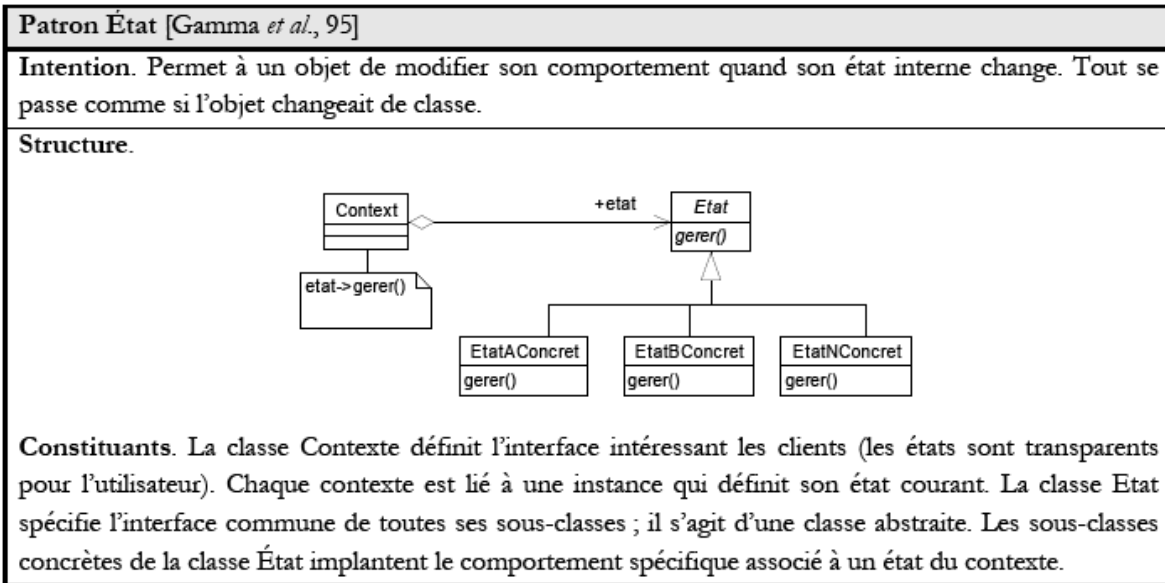 Patron État [Gamma et al., 95]
Intention. Permet à un objet de modifier son comportement quand son état interne change. Tout se
passe comme si l’objet changeait de classe.
Structure.
Context
+etat
Etat
gerer()
etat->gerer()
EtatAConcret
EtatBConcret
EtatNConcret
gerer()
gerer()
gerer()
Constituants. La classe Contexte définit l’interface intéressant les clients (les états sont transparents
pour l’utilisateur). Chaque contexte est lié à une instance qui définit son état courant. La classe Etat
spécifie l’interface commune de toutes ses sous-classes ; il s’agit d’une classe abstraite. Les sous-classes
concrètes de la classe État implantent le comportement spécifique associé à un état du contexte.